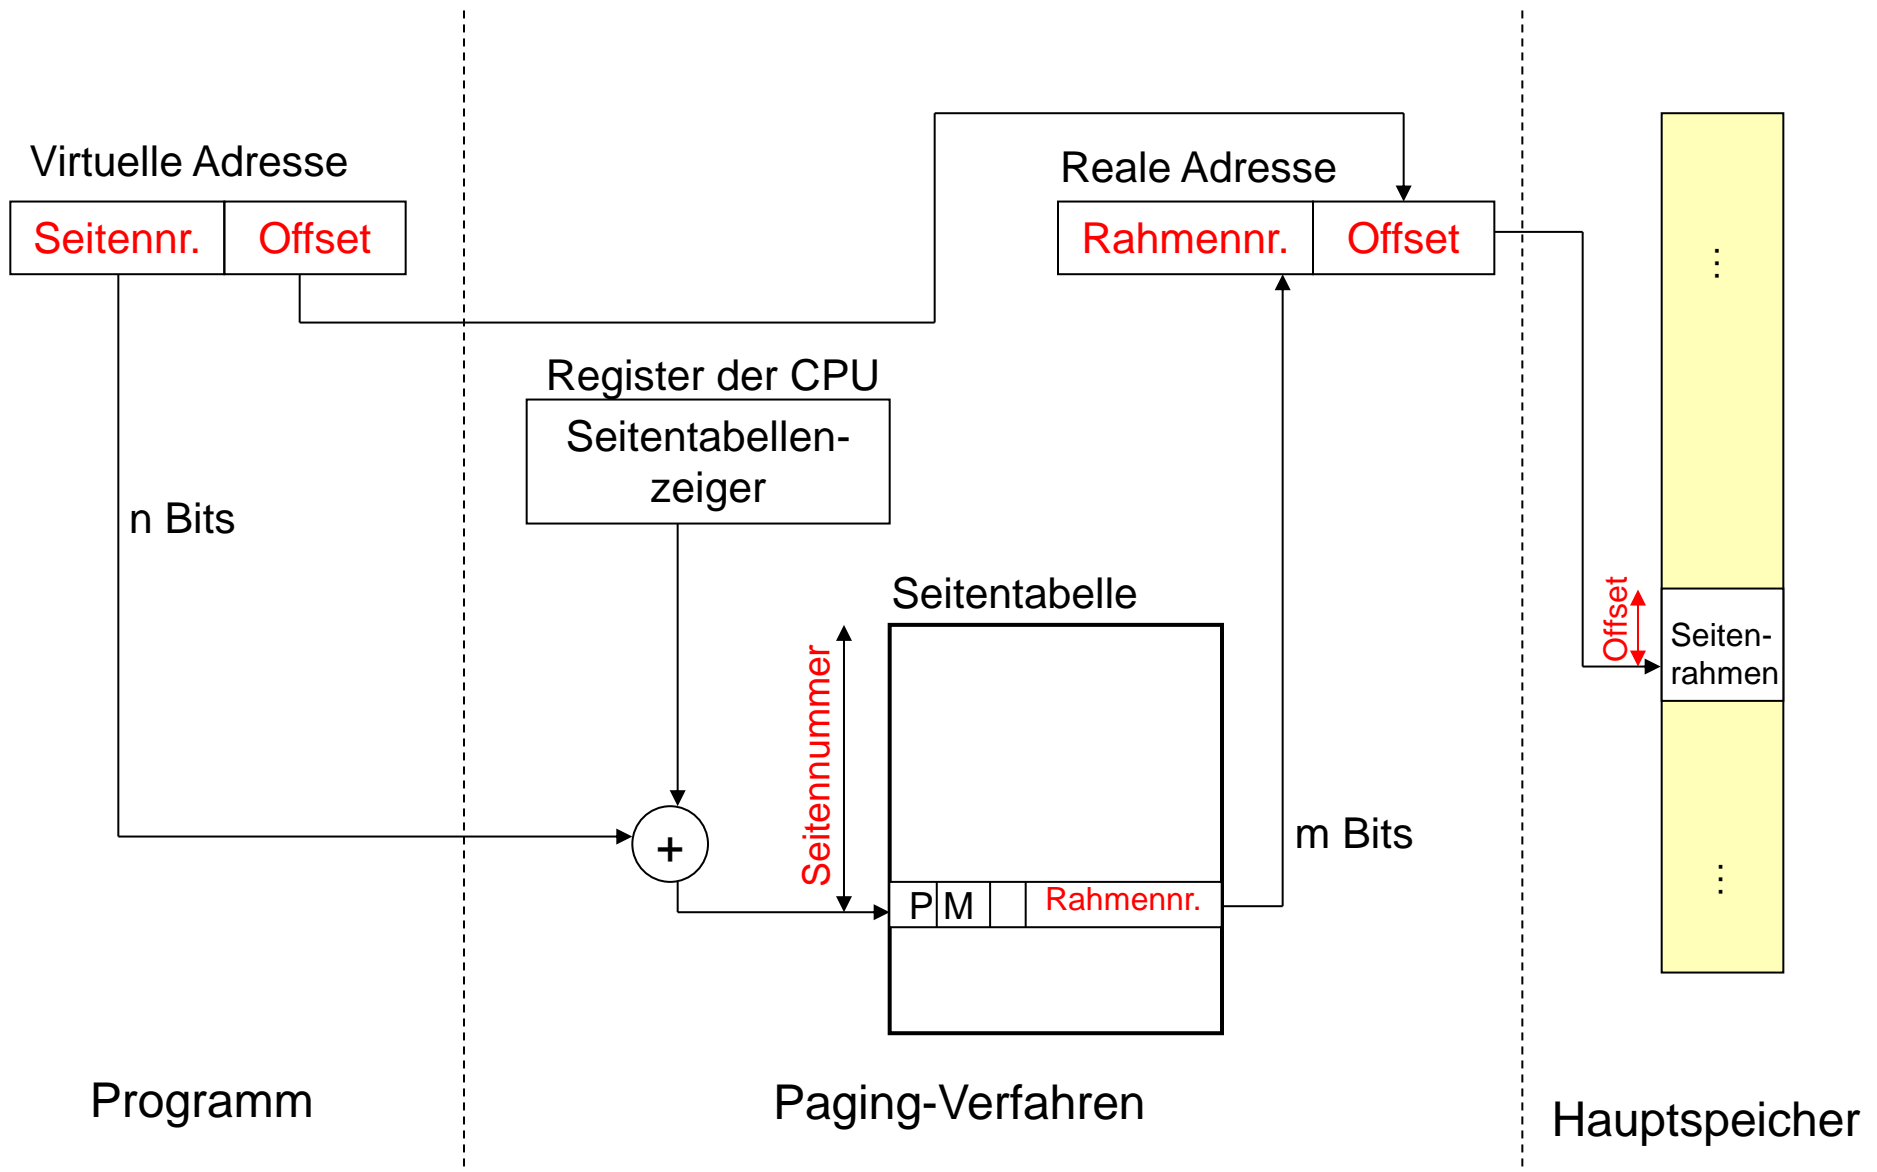 Virtuelle Adresse
Seitennr. Offset
n Bits
Programm
Register der CPU
Seitentabellen-
zeiger
+
Seitentabelle
Seitennummer
P M Rahmennr.
Reale Adresse
Rahmennr. Offset
m Bits
Paging-Verfahren
...
Offset
Seiten-
rahmen
...
Hauptspeicher